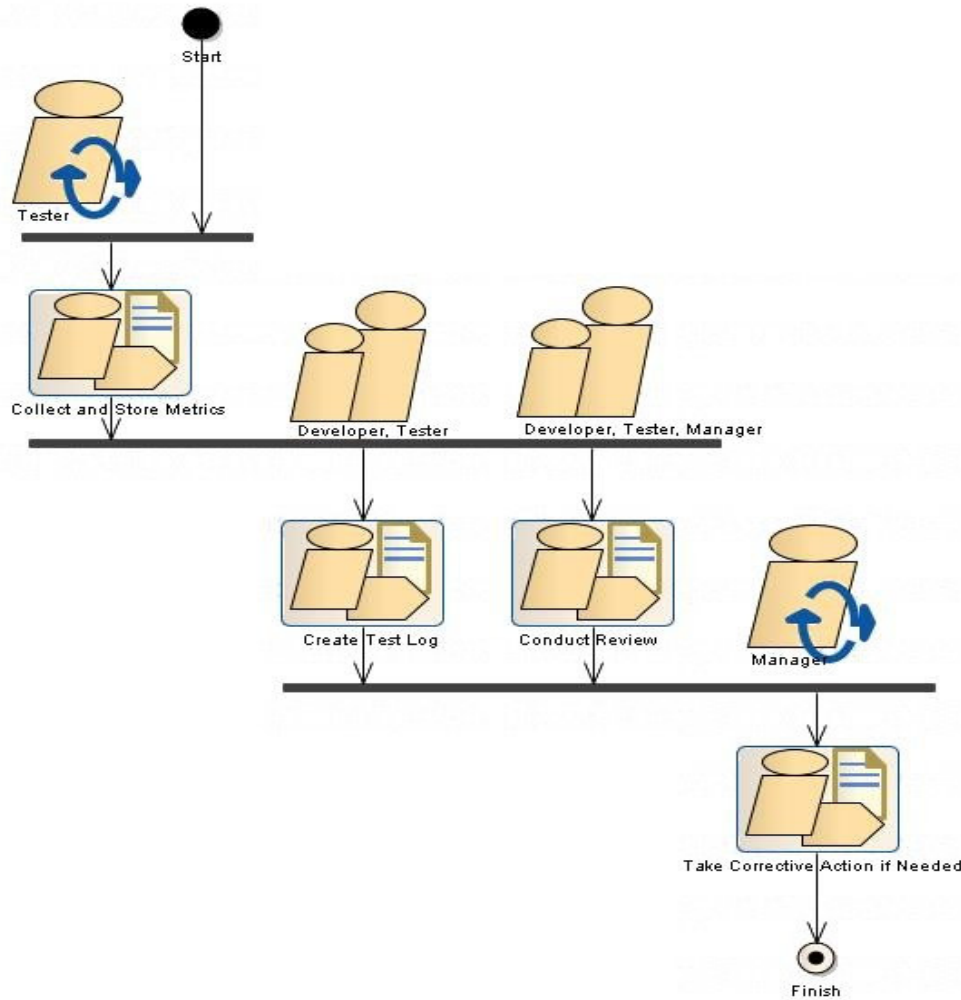 Start
Tester
Collect and Store Metrics
Developer, Tester
Developer, Tester, Manager
Create Test Log
Conduct Review
Manager
Take Corrective Action if Needed
Finish